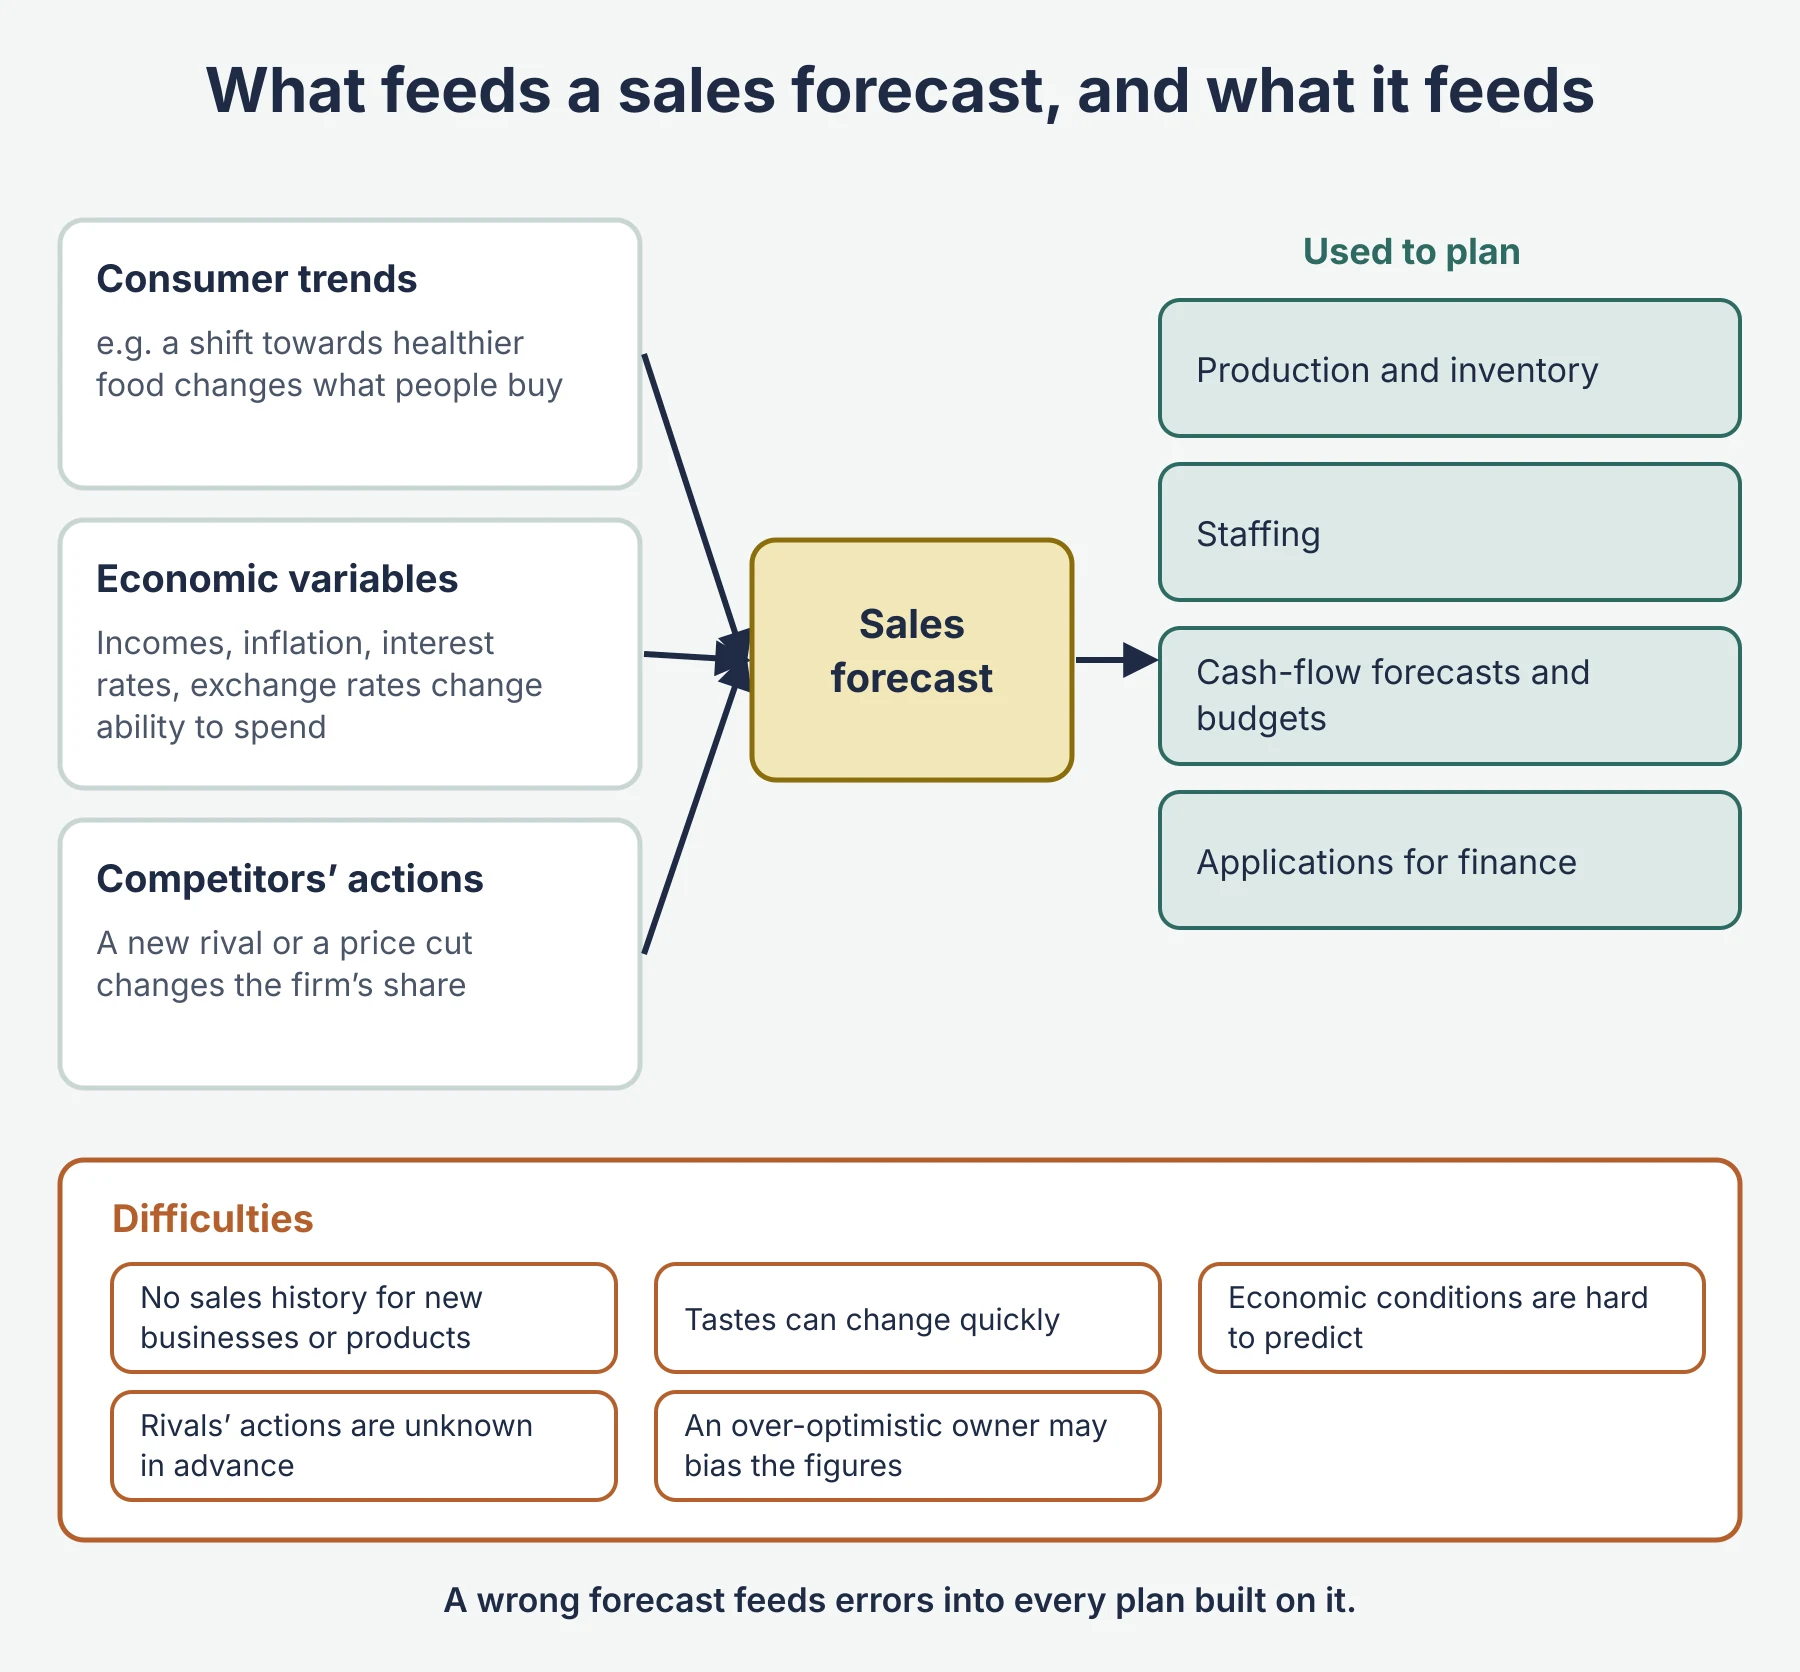 What feeds a sales forecast, and what it feeds
Consumer trends
e.g. a shift towards healthier
food changes what people buy
Economic variables
Incomes, inflation, interest
rates, exchange rates change
ability to spend
Competitors’ actions
A new rival or a price cut
changes the firm’s share
Sales
forecast
Used to plan
Production and inventory
Staffing
Cash-flow forecasts and
budgets
Applications for finance
Difficulties
No sales history for new
businesses or products
Tastes can change quickly
Economic conditions are hard
to predict
Rivals’ actions are unknown
in advance
An over-optimistic owner may
bias the figures
A wrong forecast feeds errors into every plan built on it.